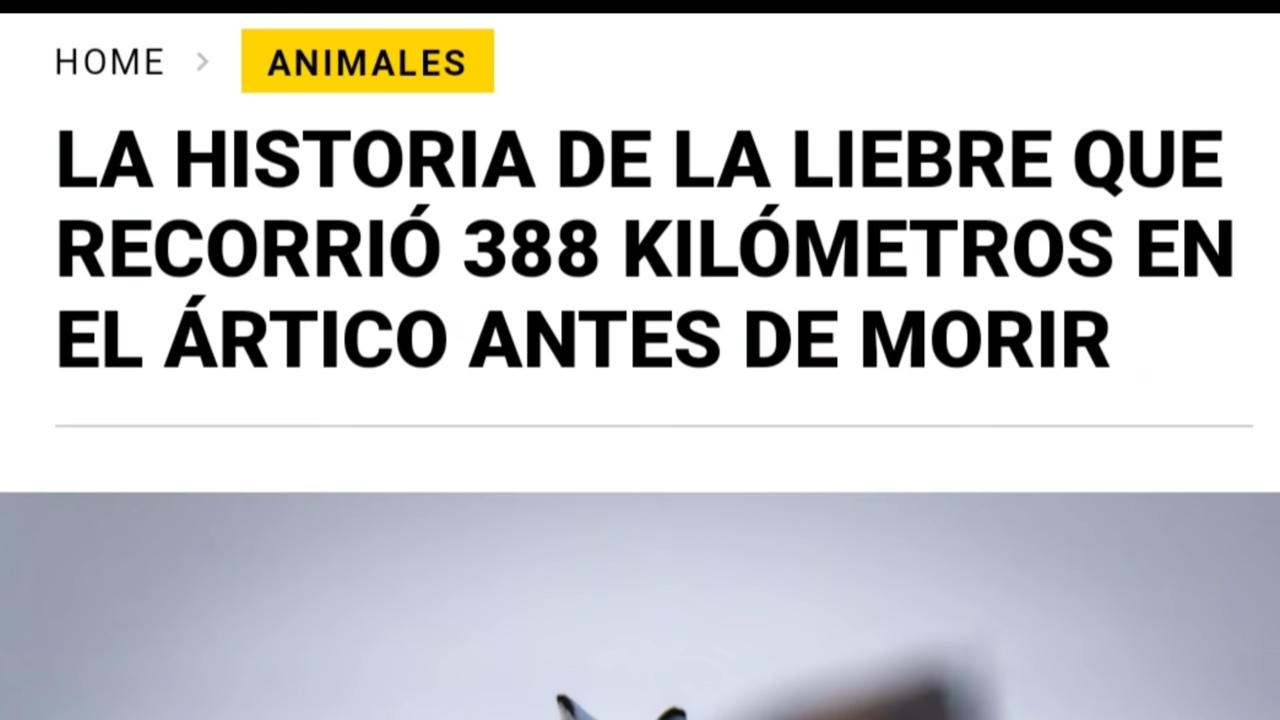 HOME > ANIMALES
LA HISTORIA DE LA LIEBRE QUE
RECORRIÓ 388 KILÓMETROS EN
EL ÁRTICO ANTES DE MORIR